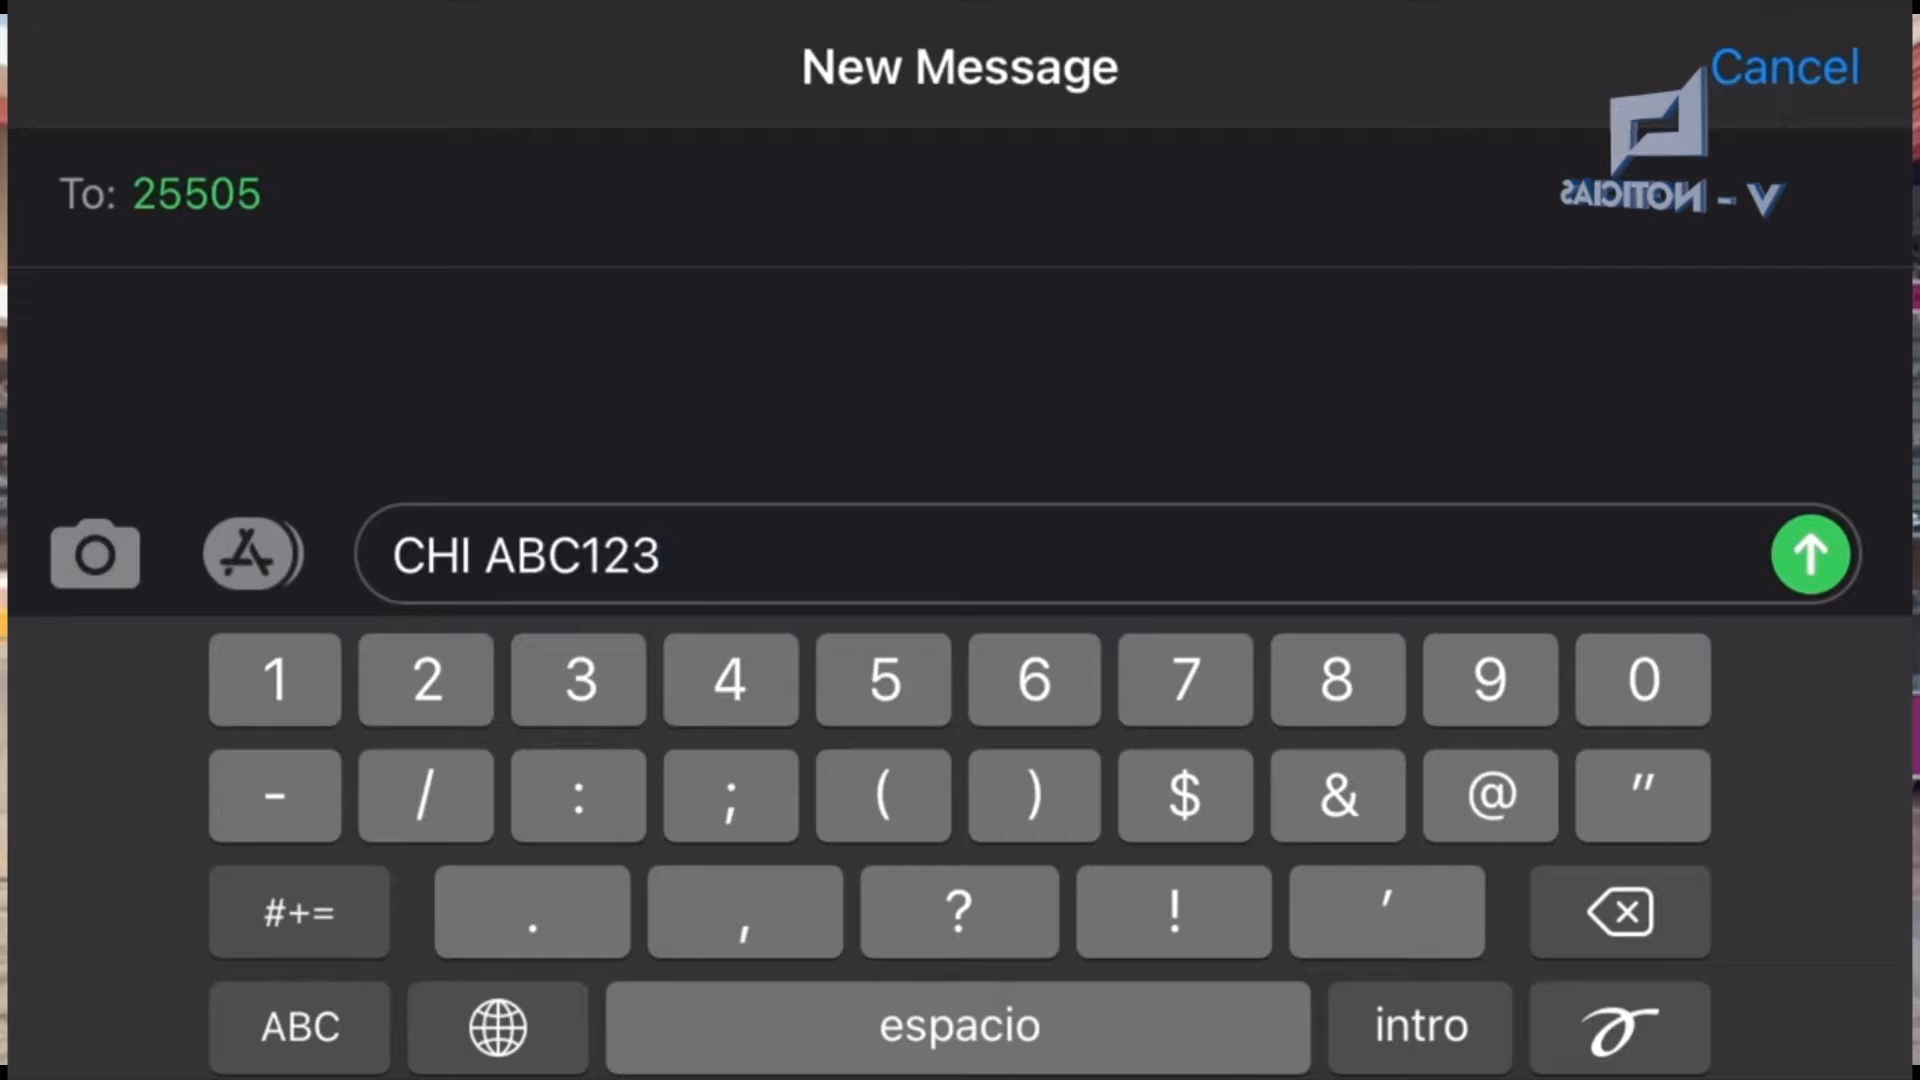 New Message
Cancel
V - NOTICIAS
To: 25505
CHI ABC123
1 2 3 4 5 6 7 8 9 0
- / : ; ( ) $ & @ "
#+= . , ? ! '
ABC espacio intro